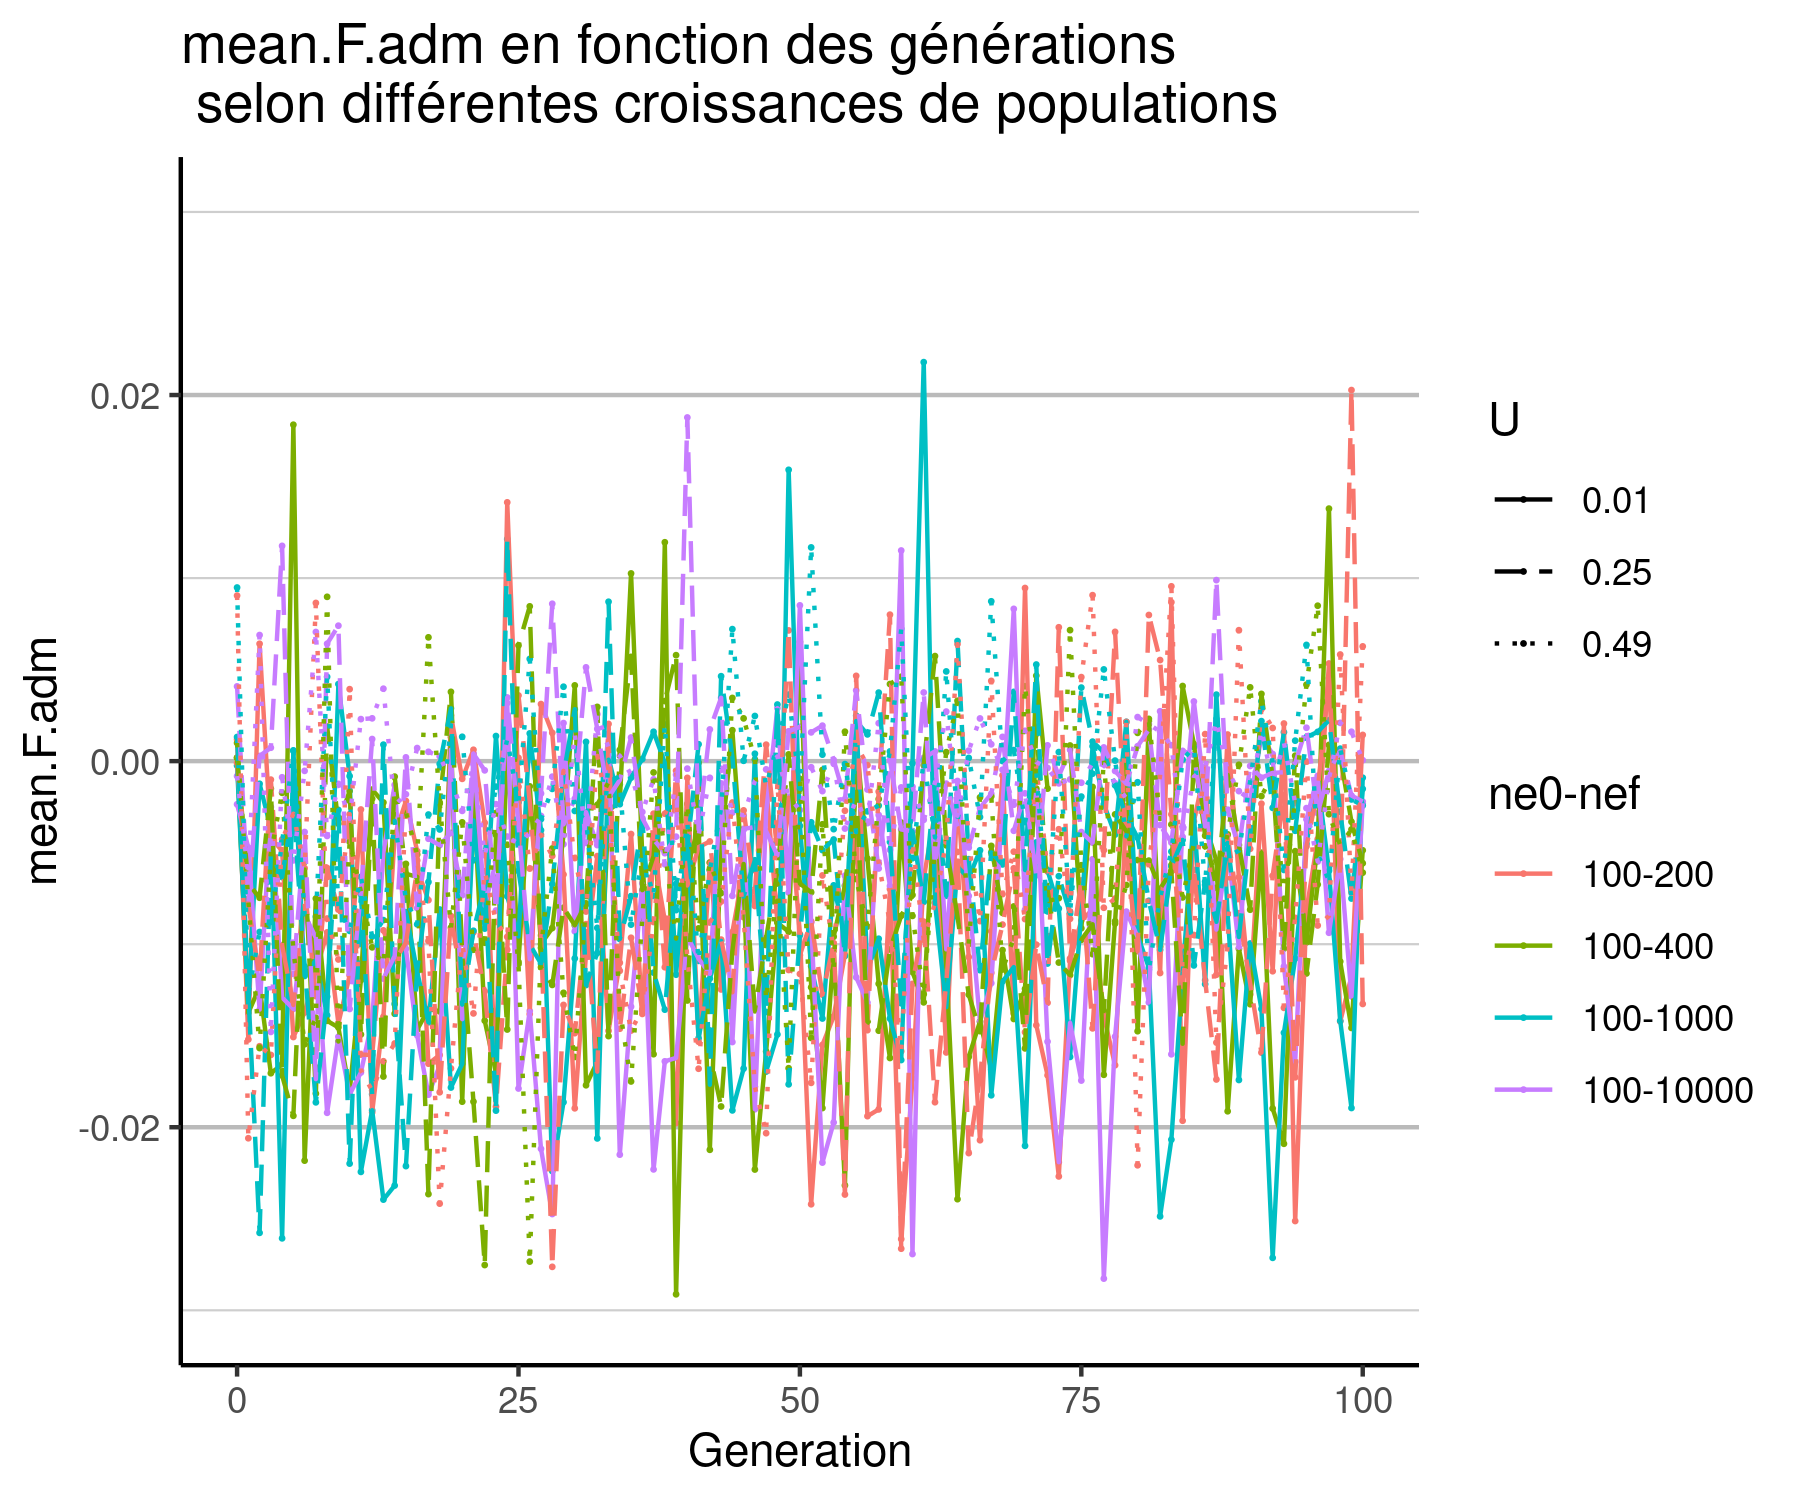 mean.F.adm en fonction des générations
selon différentes croissances de populations
mean.F.adm
0.02
0.00
-0.02
0
25
50
75
100
Generation
U
0.01
0.25
0.49
ne0-nef
100-200
100-400
100-1000
100-10000